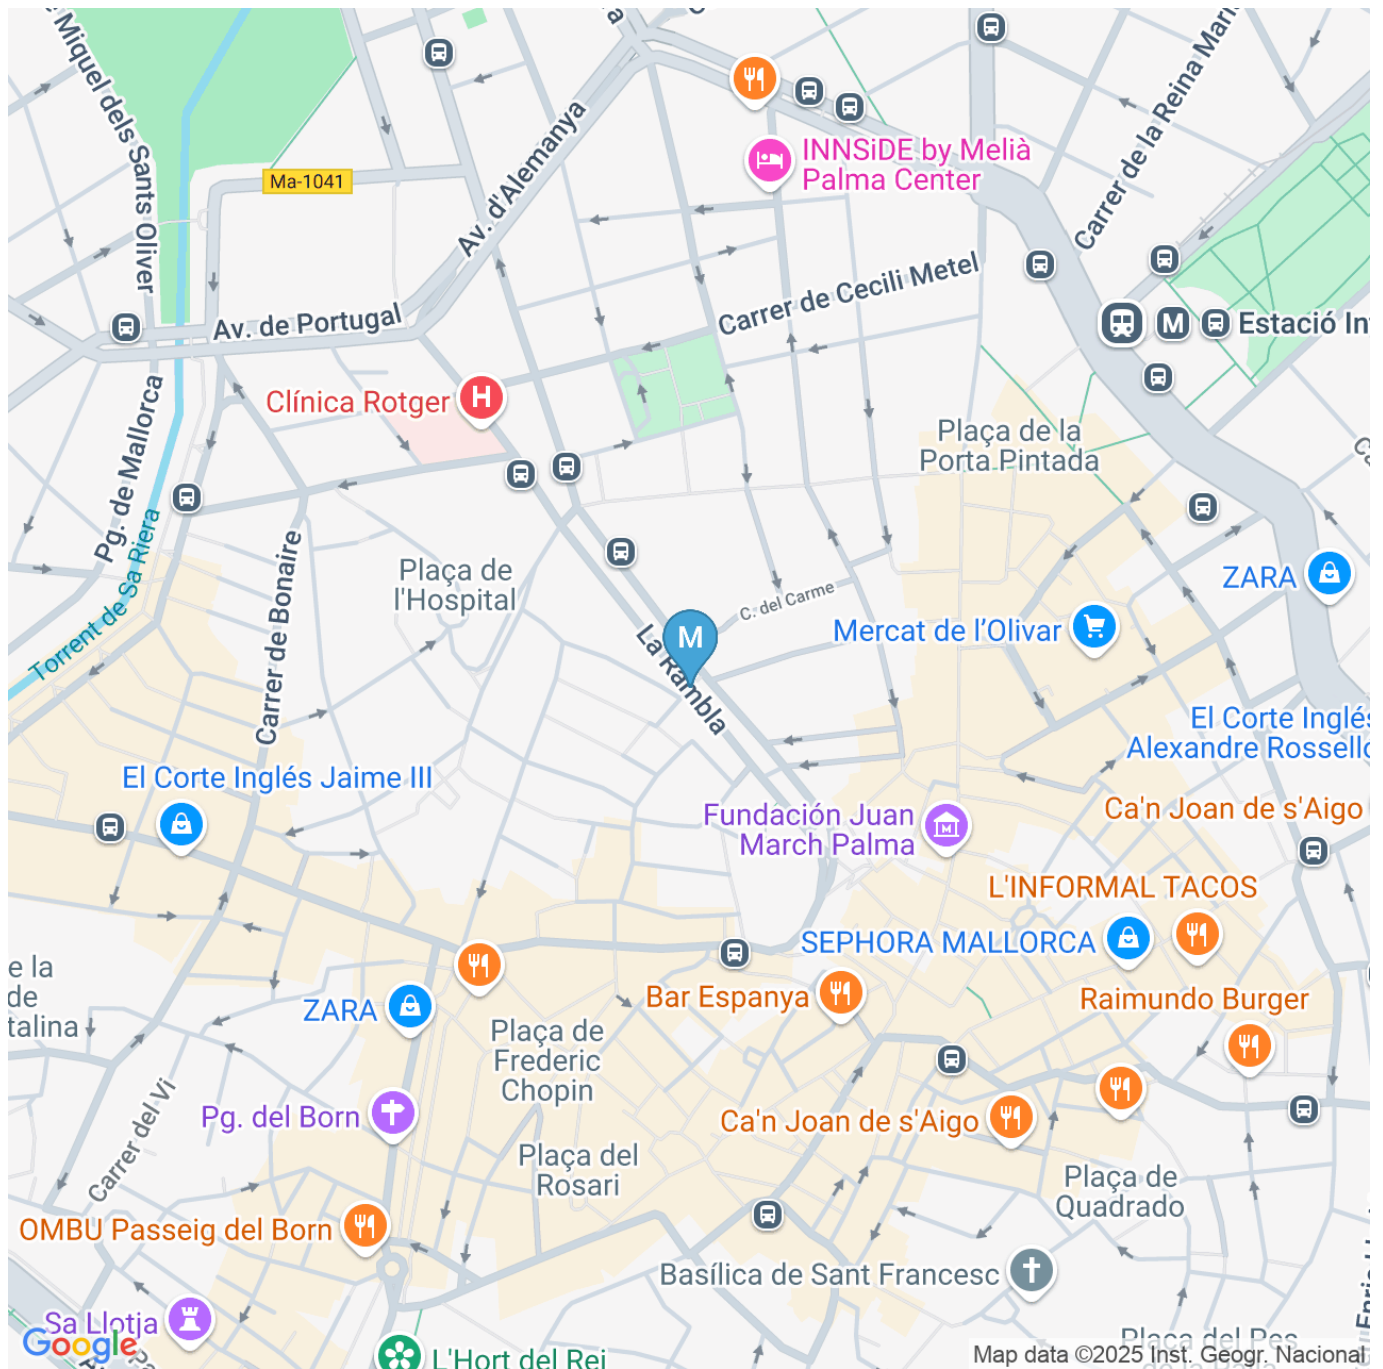 Miquel dels Sants Oliver
Ma-1041
Av. d'Alemanya
INNSiDE by Melià
Palma Center
Carrer de la Reina Mari
Av. de Portugal
Carrer de Cecili Metel
M
Estació In
Clínica Rotger
H
Pg. de Mallorca
Plaça de la
Porta Pintada
Torrent de Sa Riera
Carrer de Bonaire
Plaça de
l'Hospital
C. del Carme
ZARA
Mercat de l'Olivar
M
La Rambla
El Corte Inglés
Alexandre Rossello
El Corte Inglés Jaime III
Fundación Juan
March Palma
Ca'n Joan de s'Aigo
L'INFORMAL TACOS
SEPHORA MALLORCA
e la
de
talina
ZARA
Bar Espanya
Raimundo Burger
Plaça de
Frederic
Chopin
Pg. del Born
Ca'n Joan de s'Aigo
Carrer del Vi
Plaça del
Rosari
Plaça de
Quadrado
OMBU Passeig del Born
Basílica de Sant Francesc
Sa Llotja
Google
L'Hort del Rei
Plaça del Pes
Map data ©2025 Inst. Geogr. Nacional